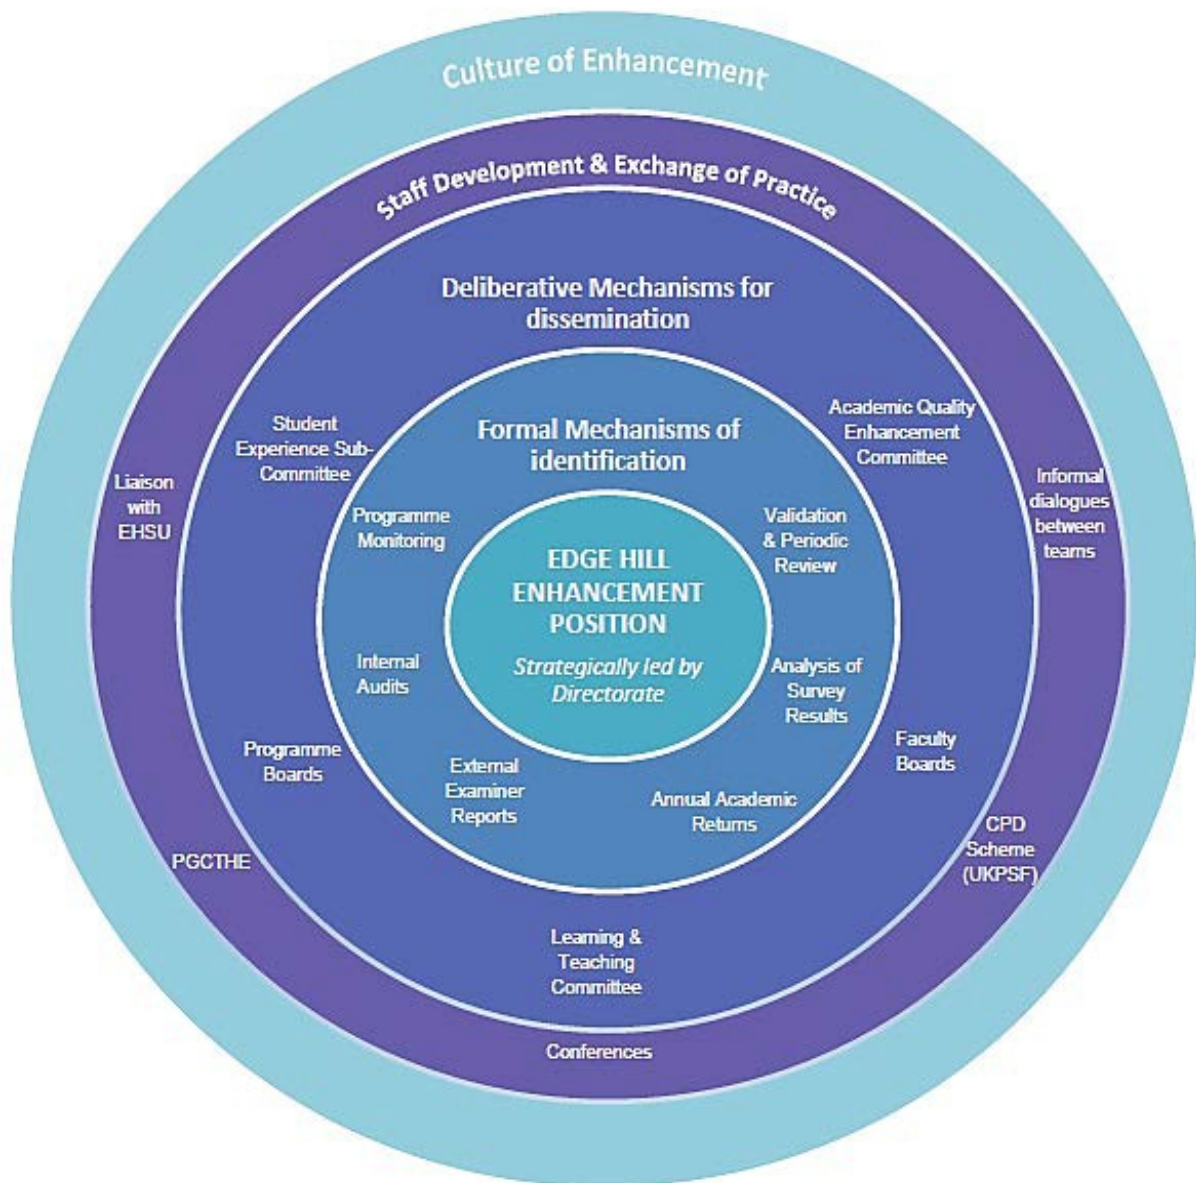 Culture of Enhancement
Staff Development & Exchange of Practice
Deliberative Mechanisms for
dissemination
Student
Experience Sub-
Committee
Academic Quality
Enhancement
Committee
Formal Mechanisms of
identification
Liaison
with
EHSU
Informal
dialogues
between
teams
Programme
Monitoring
Validation
& Periodic
Review
EDGE HILL
ENHANCEMENT
POSITION
Strategically led by
Directorate
Internal
Audits
Analysis of
Survey
Results
Programme
Boards
Faculty
Boards
External
Examiner
Reports
Annual Academic
Returns
PGCTHE
CPD
Scheme
(UKPSF)
Learning &
Teaching
Committee
Conferences